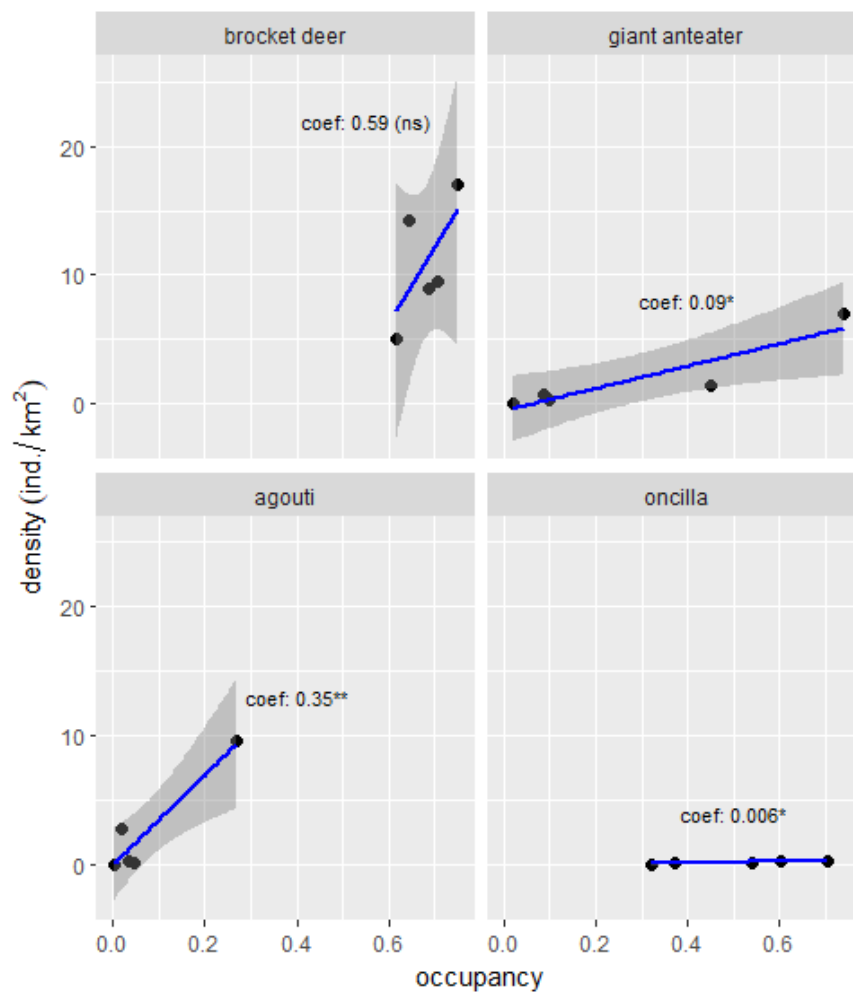 brocket deer
giant anteater
coef: 0.59 (ns)
20
coef: 0.09*
10
0
density (ind./km²)
agouti
oncilla
20
coef: 0.35**
10
coef: 0.006*
0
0.0 0.2 0.4 0.6
0.0 0.2 0.4 0.6
occupancy